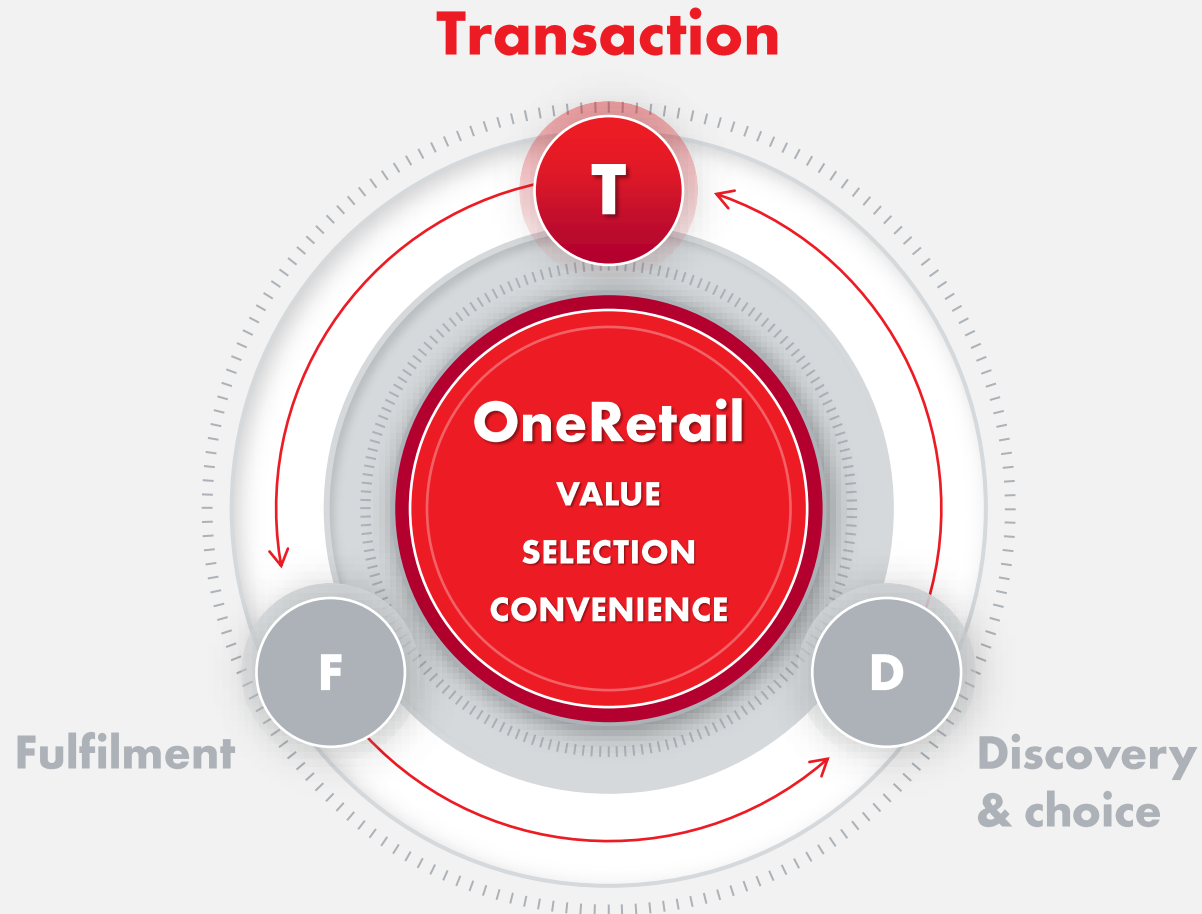 Transaction
T
OneRetail
VALUE
SELECTION
CONVENIENCE
F
D
Fulfilment
Discovery
& choice